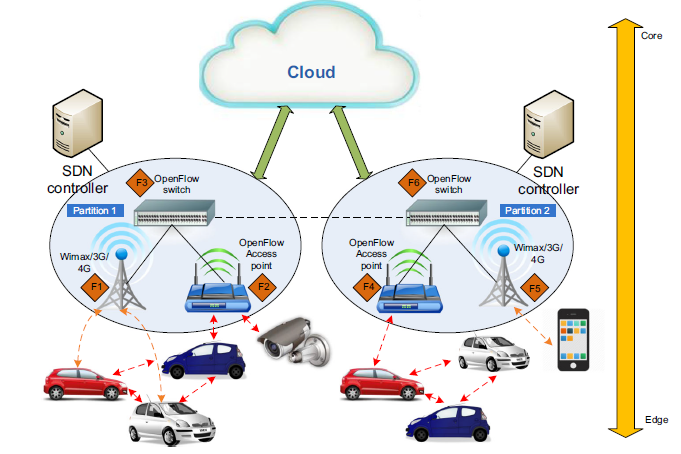 Cloud
Core
SDN
controller
SDN
controller
F3
OpenFlow
switch
F6
OpenFlow
switch
Partition 1
Partition 2
Wimax/3G/
4G
OpenFlow
Access
point
OpenFlow
Access
point
Wimax/3G/
4G
F1
F2
F4
F5
Edge